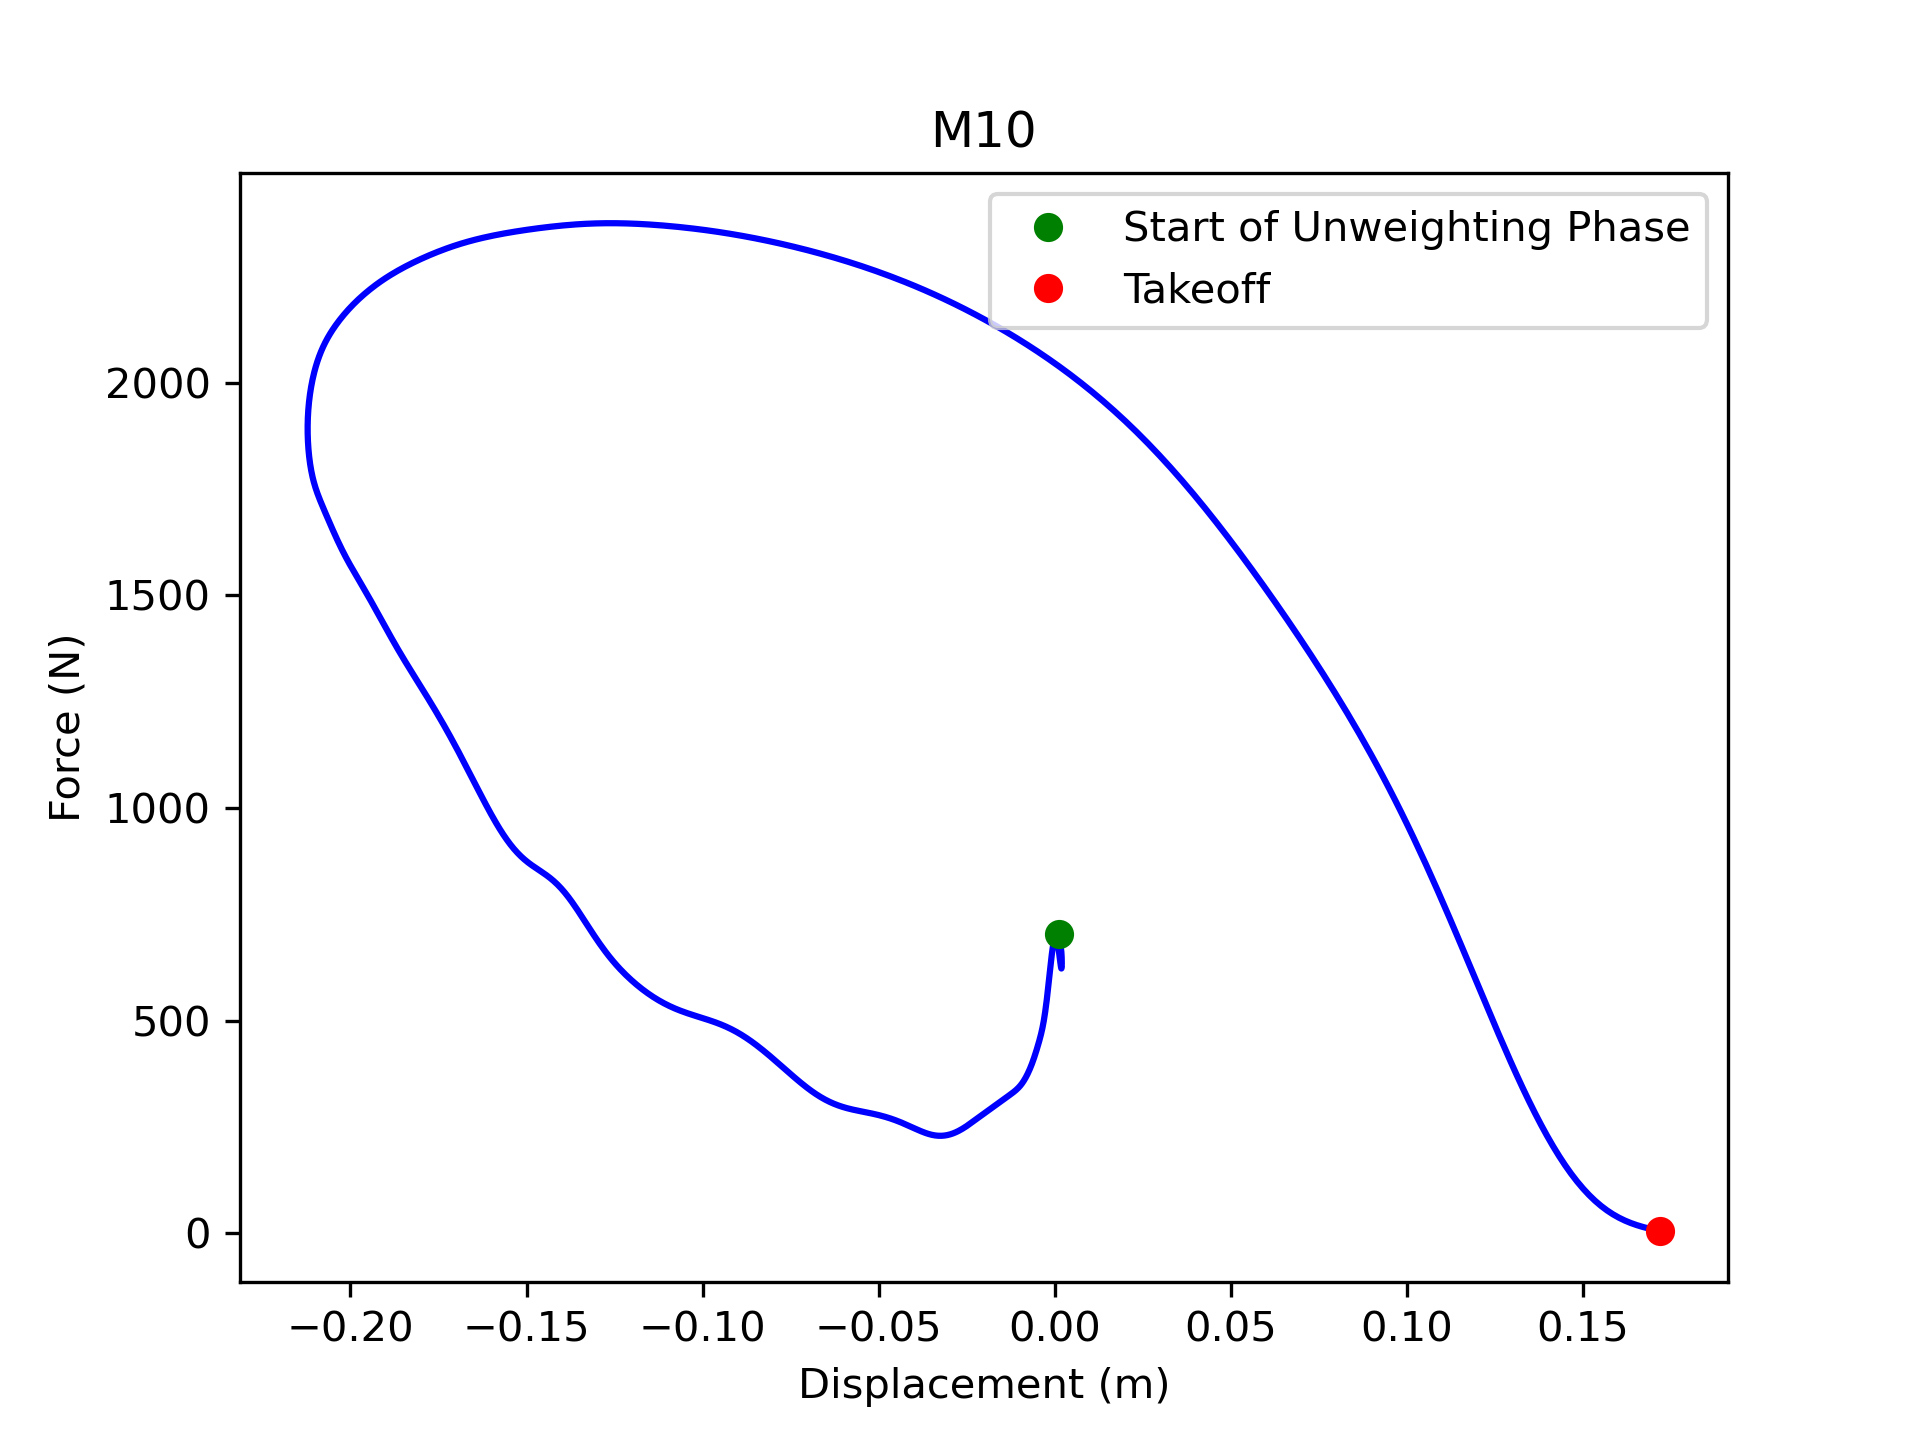 M10
Start of Unweighting Phase
Takeoff
2000
1500
1000
500
0
Force (N)
−0.20 −0.15 −0.10 −0.05 0.00 0.05 0.10 0.15
Displacement (m)